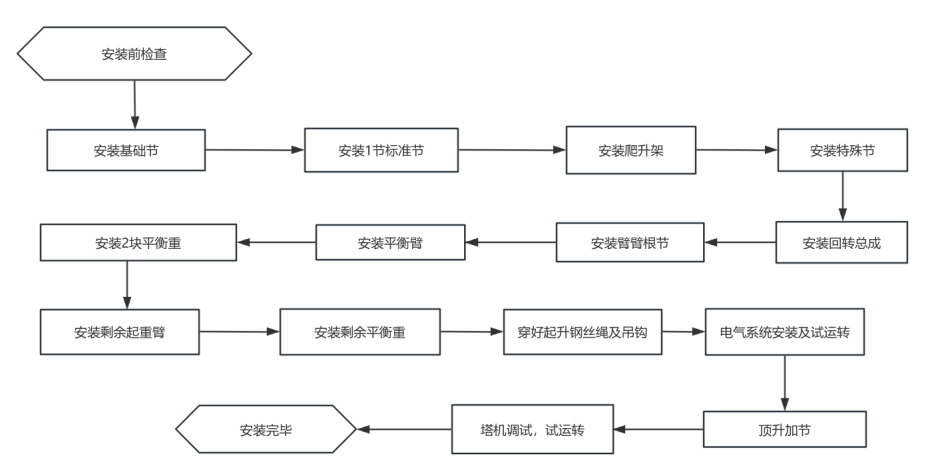 安装前检查
安装基础节
安装1节标准节
安装爬升架
安装特殊节
安装回转总成
安装臂臂根节
安装平衡臂
安装2块平衡重
安装剩余起重臂
安装剩余平衡重
穿好起升钢丝绳及吊钩
电气系统安装及试运转
顶升加节
塔机调试，试运转
安装完毕